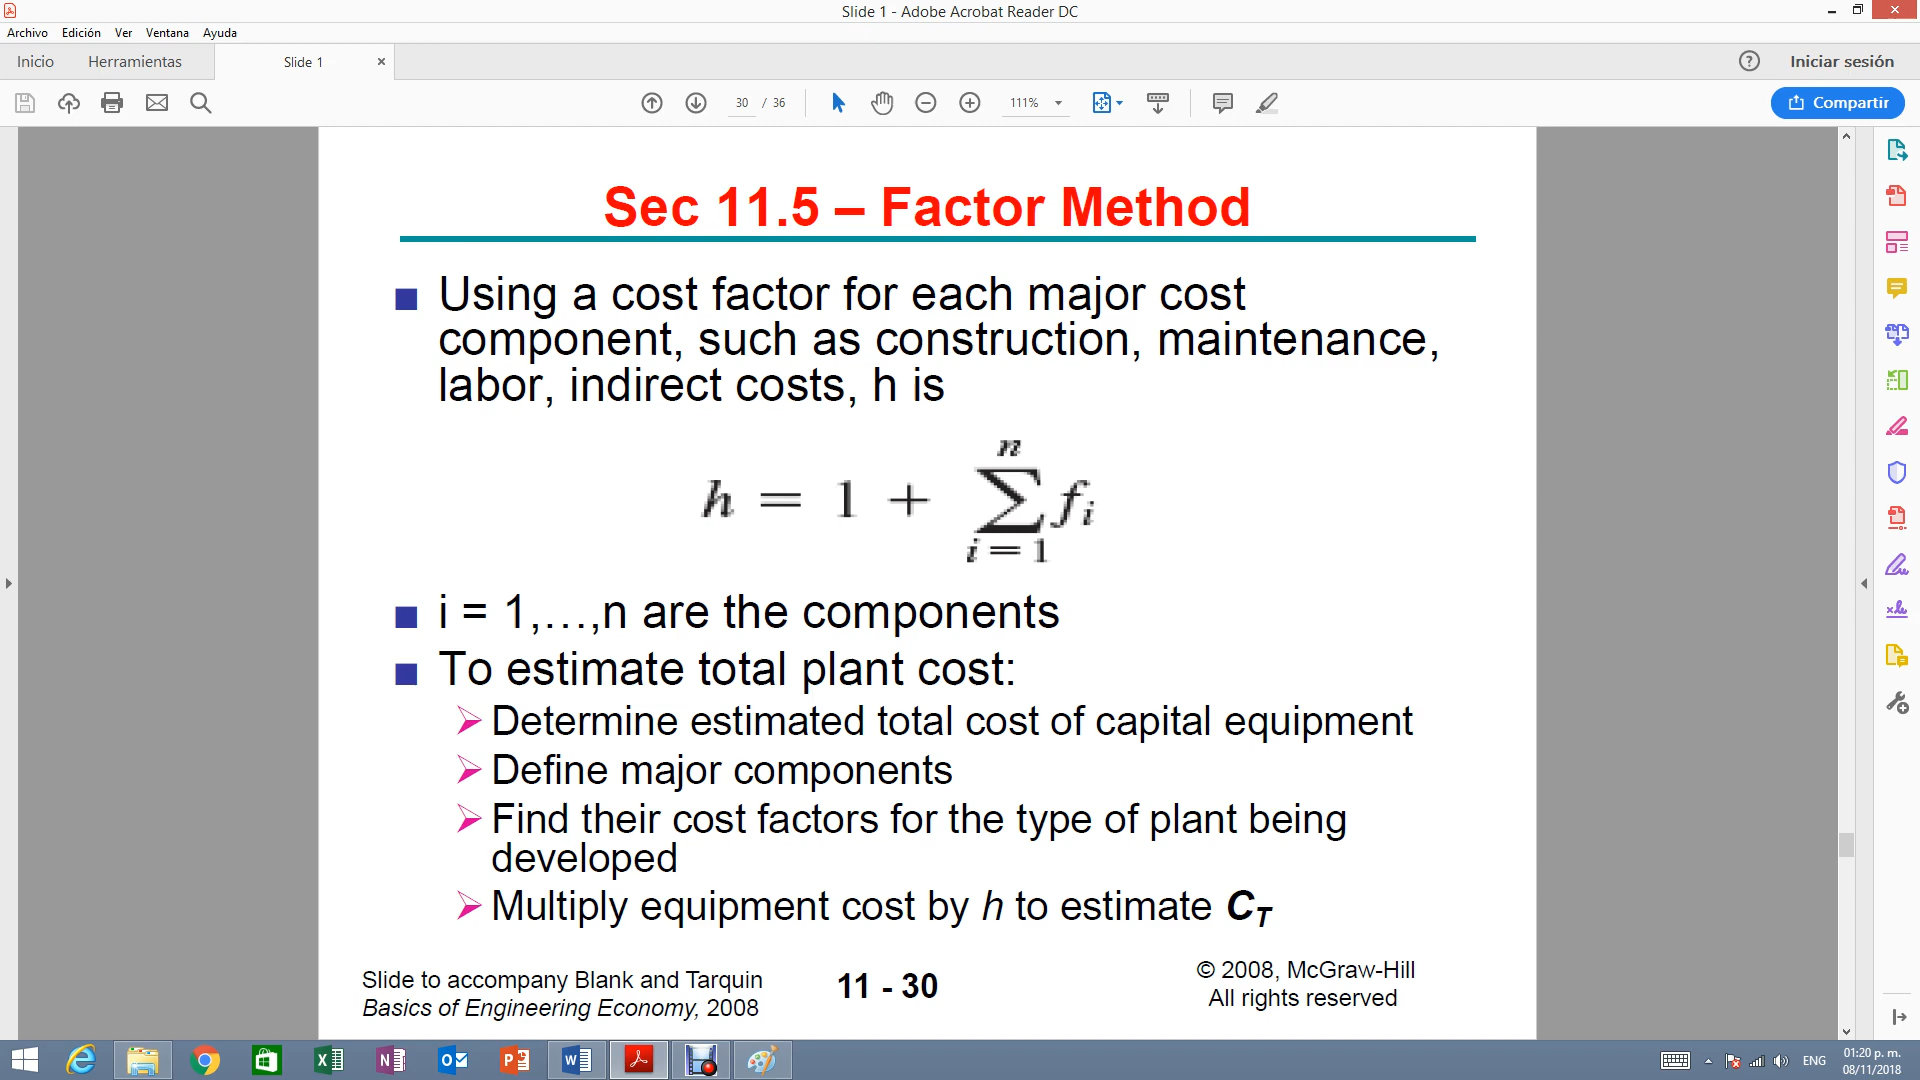 Slide 1 - Adobe Acrobat Reader DC
Archivo Edición Ver Ventana Ayuda
Inicio Herramientas Slide 1 Iniciar sesión
30 / 36 111% Compartir
Sec 11.5 – Factor Method
Using a cost factor for each major cost
component, such as construction, maintenance,
labor, indirect costs, h is
h = 1 + \sum_{i=1}^{n} f_i
i = 1,…,n are the components
To estimate total plant cost:
Determine estimated total cost of capital equipment
Define major components
Find their cost factors for the type of plant being
developed
Multiply equipment cost by h to estimate C_T
Slide to accompany Blank and Tarquin
Basics of Engineering Economy, 2008
11 - 30
© 2008, McGraw-Hill
All rights reserved
ENG
01:20 p. m.
08/11/2018